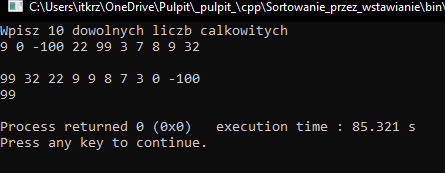 C:\Users\itkrz\OneDrive\Pulpit\_pulpit_\cpp\Sortowanie_przez_wstawianie\bin\
Wpisz 10 dowolnych liczb calkowitych
9 0 -100 22 99 3 7 8 9 32
99 32 22 9 9 8 7 3 0 -100
99
Process returned 0 (0x0)   execution time : 85.321 s
Press any key to continue.